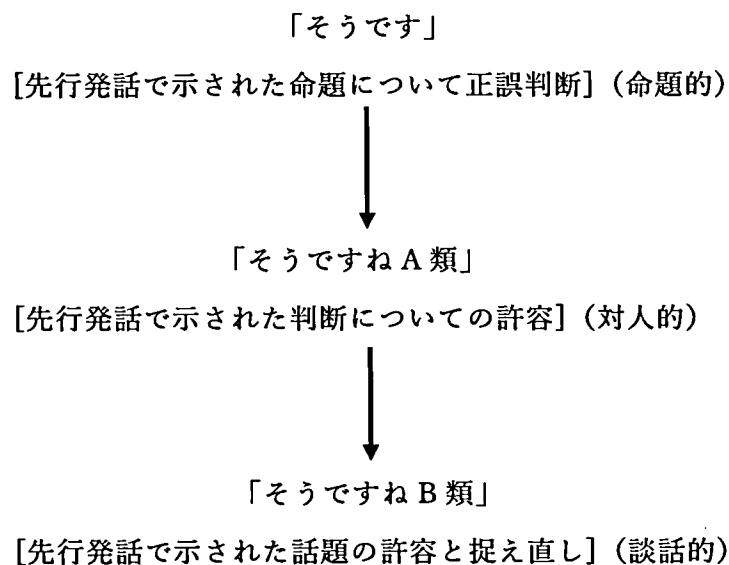 「そうです」
[先行発話で示された命題について正誤判断]（命題的）
「そうですねA類」
[先行発話で示された判断についての許容]（対人的）
「そうですねB類」
[先行発話で示された話題の許容と捉え直し]（談話的）